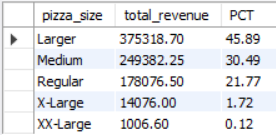 pizza_size total_revenue PCT
Larger 375318.70 45.89
Medium 249382.25 30.49
Regular 178076.50 21.77
X-Large 14076.00 1.72
XX-Large 1006.60 0.12